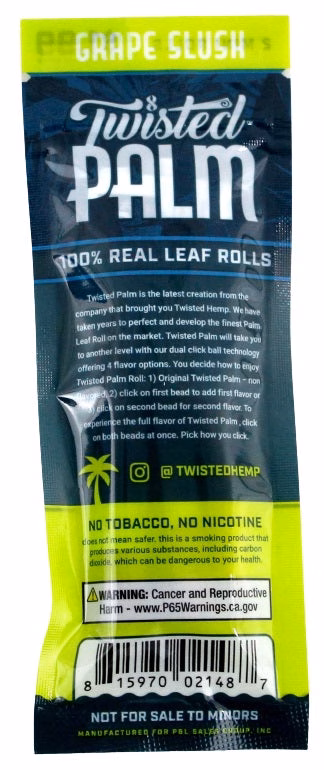 GRAPE SLUSH
Twisted
PALM
100% REAL LEAF ROLLS
Twisted Palm is the latest creation from the
company that brought you Twisted Hemp. We have
taken years to perfect and develop the finest Palm
Leaf Roll on the market. Twisted Palm will take you
to another level with our dual click ball technology
offering 4 flavor options. You decide how to enjoy
Twisted Palm Roll: 1) Original Twisted Palm - non
flavored, 2) click on first bead to add first flavor or
3) click on second bead for second flavor. To
experience the full flavor of Twisted Palm, click
on both beads at once. Pick how you click.
@ TWISTEDHEMP
NO TOBACCO, NO NICOTINE
does not mean safer. this is a smoking product that
produces various substances, including carbon
dioxide, which can be dangerous to your health.
WARNING: Cancer and Reproductive
Harm - www.P65Warnings.ca.gov
8 15970 02148 7
NOT FOR SALE TO MINORS
MANUFACTURED FOR PBL SALES GROUP, INC